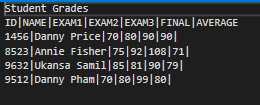 Student Grades
ID|NAME|EXAM1|EXAM2|EXAM3|FINAL|AVERAGE
1456|Danny Price|70|80|90|90|
8523|Annie Fisher|75|92|108|71|
9632|Ukansa Samil|85|81|90|79|
9512|Danny Pham|70|80|99|80|